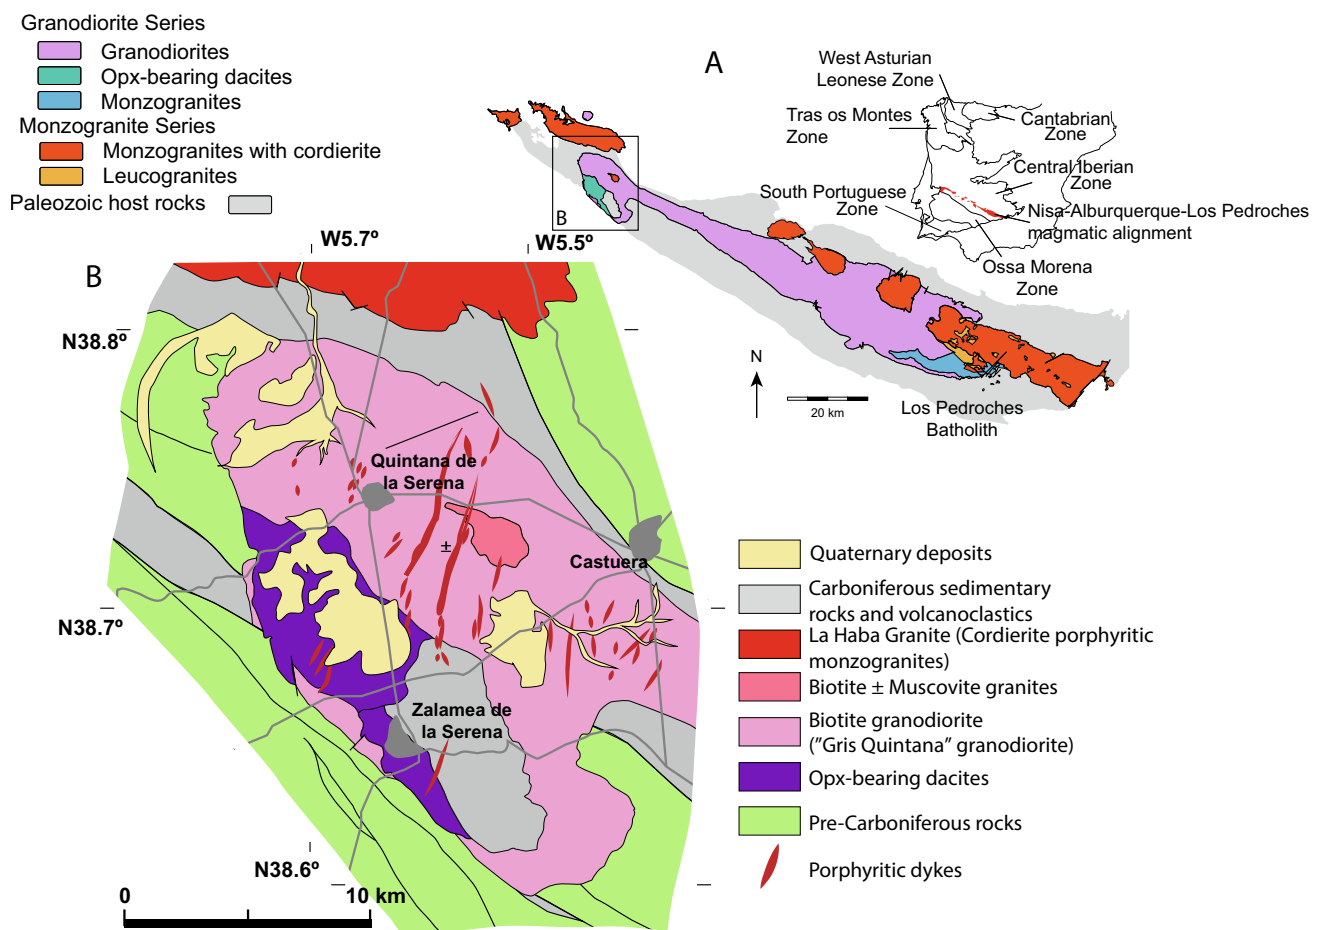 Granodiorite Series
Granodiorites
Opx-bearing dacites
Monzogranites
Monzogranite Series
Monzogranites with cordierite
Leucogranites
Paleozoic host rocks
A
West Asturian
Leonese Zone
Tras os Montes
Zone
Cantabrian
Zone
Central Iberian
Zone
South Portuguese
Zone
Nisa-Alburquerque-Los Pedroches
magmatic alignment
Ossa Morena
Zone
B
N
20 km
Los Pedroches
Batholith
B
W5.7º
W5.5º
N38.8º
N38.7º
N38.6º
Quintana de
la Serena
±
Castuera
Zalamea de
la Serena
0
10 km
Quaternary deposits
Carboniferous sedimentary
rocks and volcanoclastics
La Haba Granite (Cordierite porphyritic
monzogranites)
Biotite ± Muscovite granites
Biotite granodiorite
("Gris Quintana" granodiorite)
Opx-bearing dacites
Pre-Carboniferous rocks
Porphyritic dykes